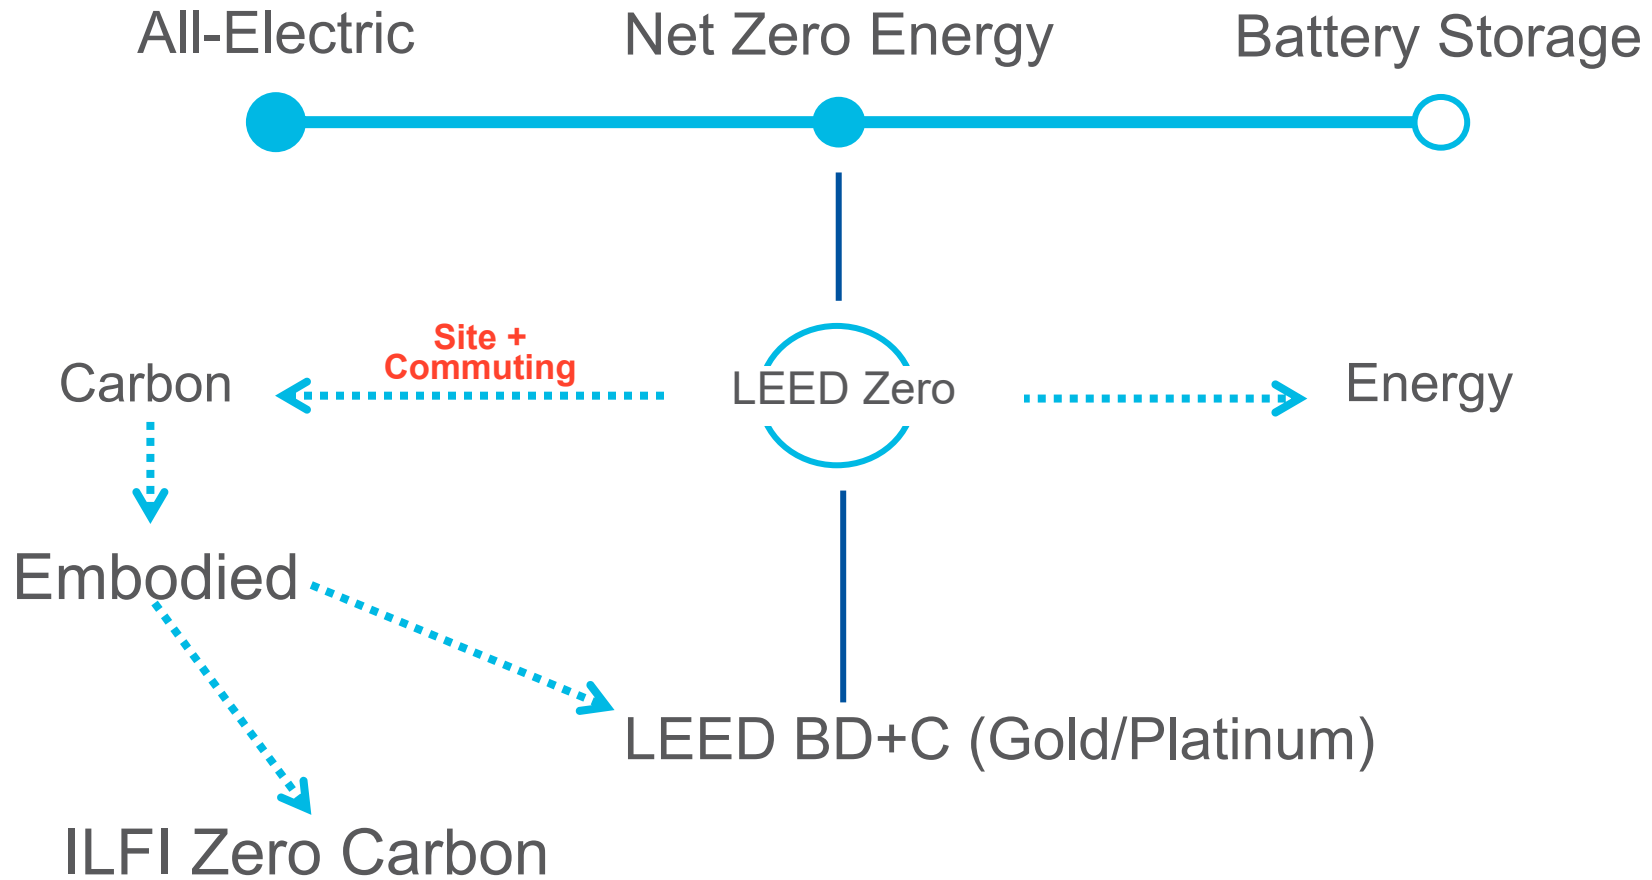 All-Electric
Net Zero Energy
Battery Storage
Site +
Commuting
Carbon
LEED Zero
Energy
Embodied
LEED BD+C (Gold/Platinum)
ILFI Zero Carbon